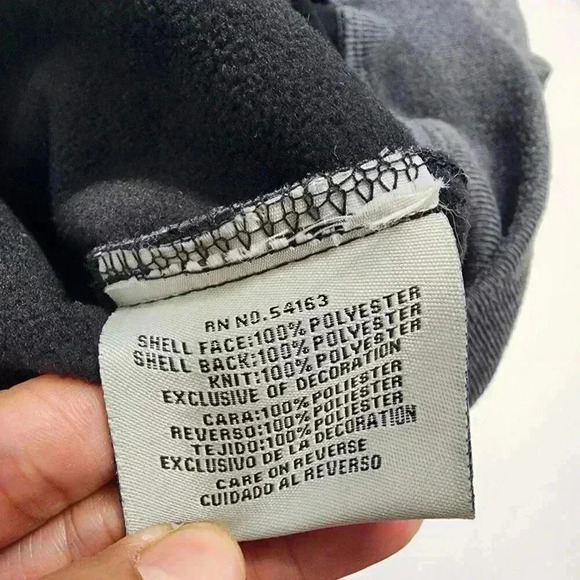 RN NO.54163
SHELL FACE:100% POLYESTER
SHELL BACK:100% POLYESTER
KNIT:100% POLYESTER
EXCLUSIVE OF DECORATION
CARA:100% POLIESTER
REVERSO:100% POLIESTER
TEJIDO:100% POLIESTER
EXCLUSIVO DE LA DECORATION
CARE ON REVERSE
CUIDADO AL REVERSO